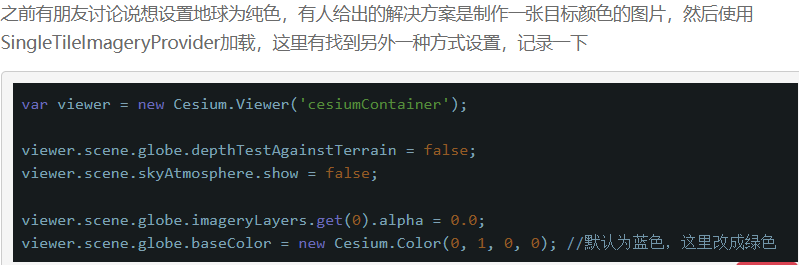 之前有朋友讨论说想设置地球为纯色，有人给出的解决方案是制作一张目标颜色的图片，然后使用
SingleTileImageryProvider加载，这里有找到另外一种方式设置，记录一下
var viewer = new Cesium.Viewer('cesiumContainer');
viewer.scene.globe.depthTestAgainstTerrain = false;
viewer.scene.skyAtmosphere.show = false;
viewer.scene.globe.imageryLayers.get(0).alpha = 0.0;
viewer.scene.globe.baseColor = new Cesium.Color(0, 1, 0, 0); //默认为蓝色，这里改成绿色